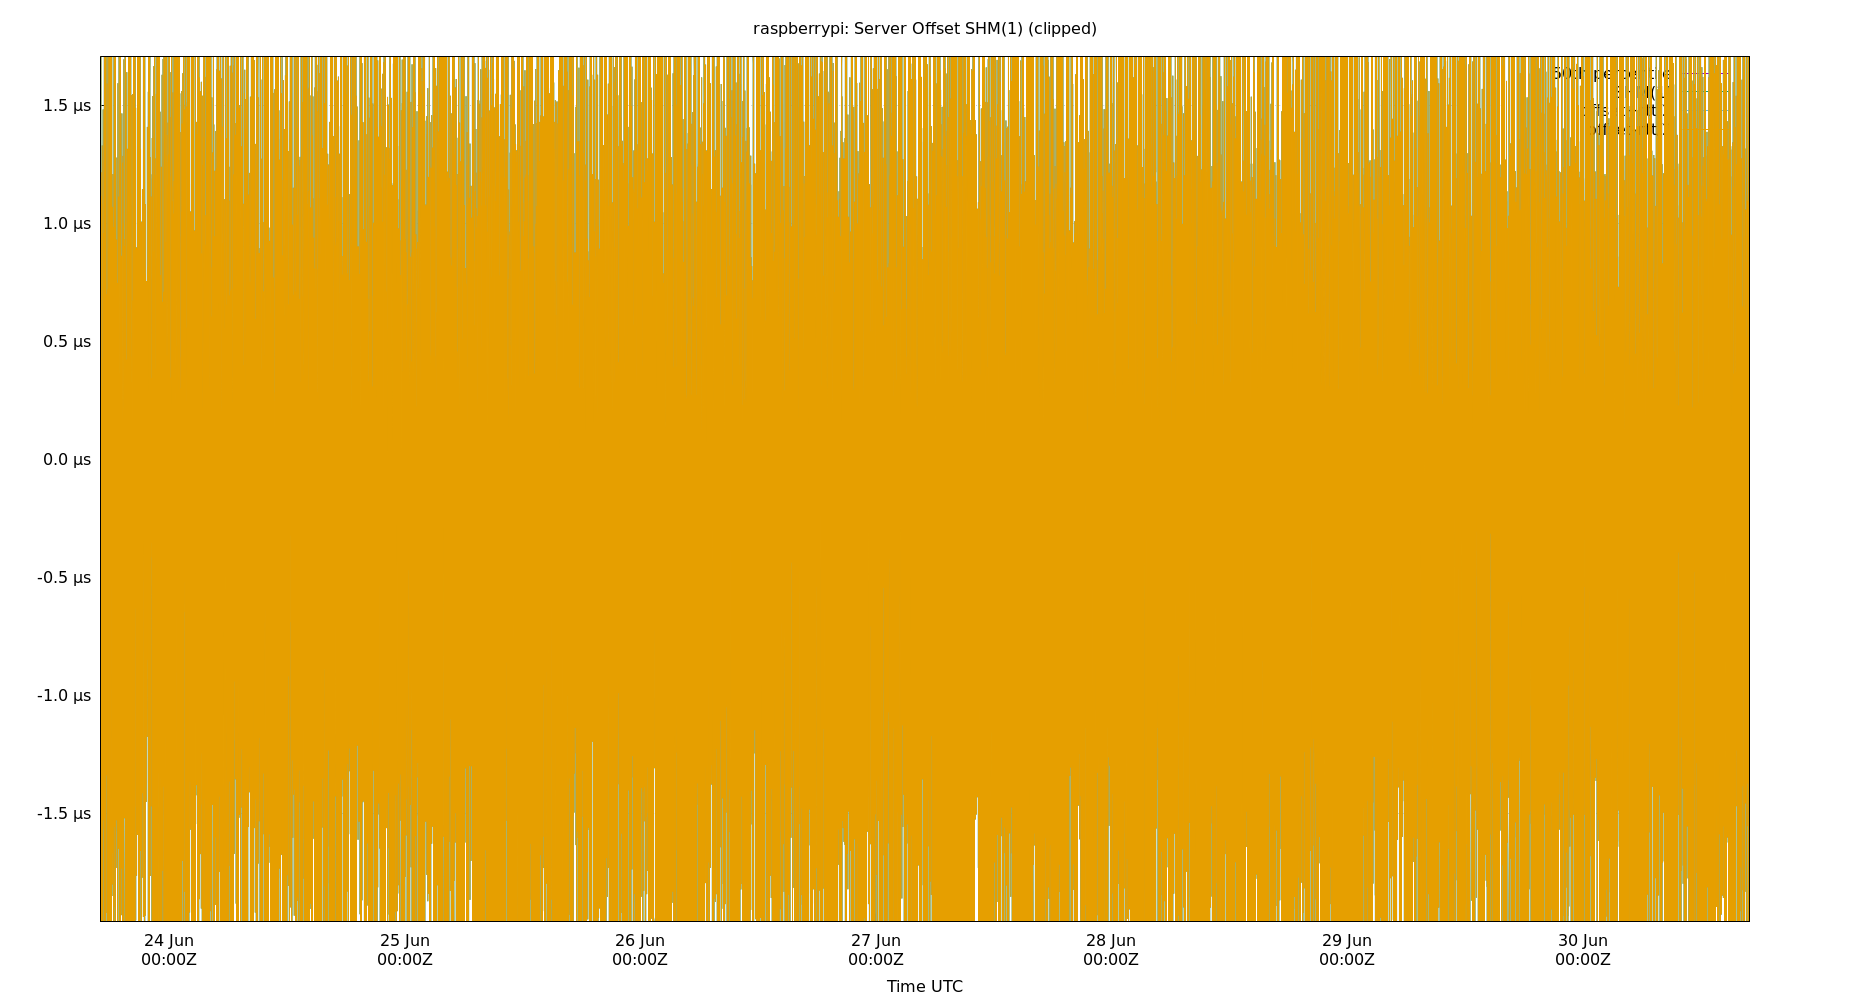 raspberrypi: Server Offset SHM(1) (clipped)
1.5 µs
1.0 µs
0.5 µs
0.0 µs
-0.5 µs
-1.0 µs
-1.5 µs
24 Jun 25 Jun 26 Jun 27 Jun 28 Jun 29 Jun 30 Jun
00:00Z 00:00Z 00:00Z 00:00Z 00:00Z 00:00Z 00:00Z
Time UTC